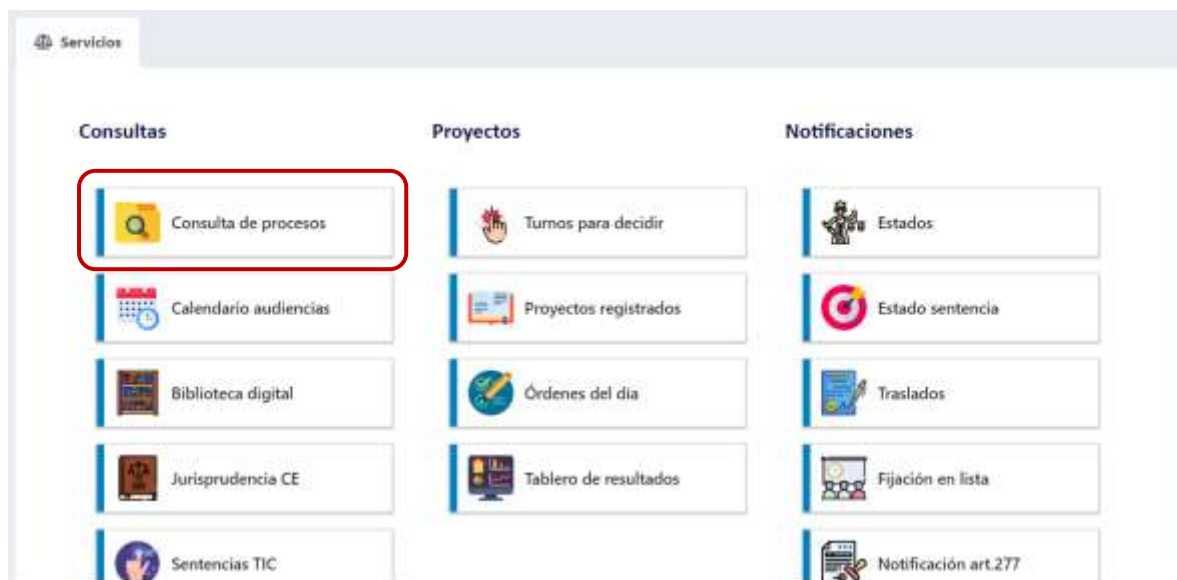 Servicios
Consultas
Consulta de procesos
Calendario audiencias
Biblioteca digital
Jurisprudencia CE
Sentencias TIC
Proyectos
Turnos para decidir
Proyectos registrados
Órdenes del día
Tablero de resultados
Notificaciones
Estados
Estado sentencia
Traslados
Fijación en lista
Notificación art.277